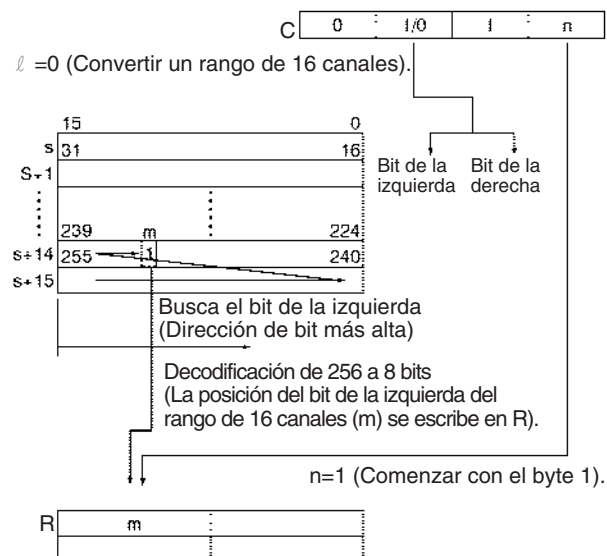 C 0 1/0 l n
ℓ =0 (Convertir un rango de 16 canales).
15 0
s 31 16
S+1
239 m 224
s+14 255 1 240
s+15
Bit de la izquierda
Bit de la derecha
Busca el bit de la izquierda
(Dirección de bit más alta)
Decodificación de 256 a 8 bits
(La posición del bit de la izquierda del
rango de 16 canales (m) se escribe en R).
n=1 (Comenzar con el byte 1).
R m